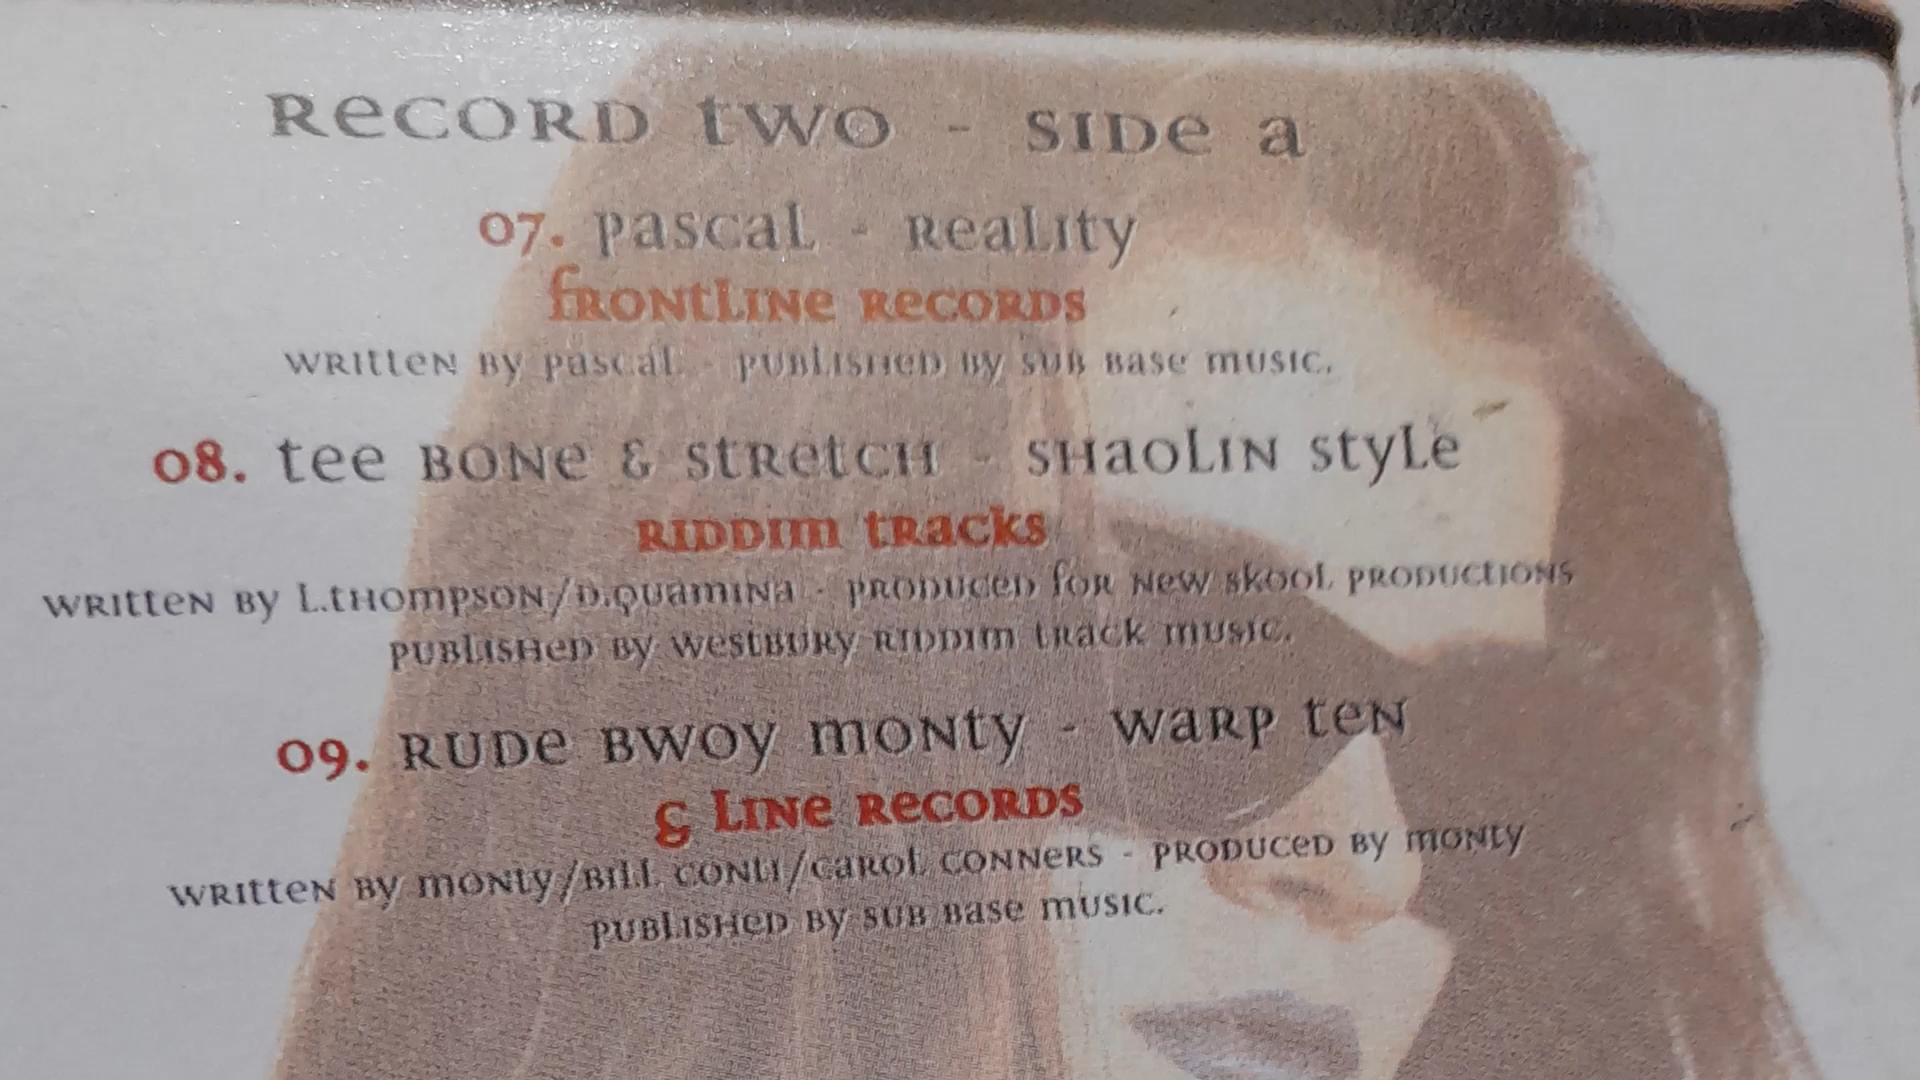 RECORD TWO - SIDE A
07. PASCAL - REALITY
FRONTLINE RECORDS
WRITTEN BY PASCAL - PUBLISHED BY SUB BASE MUSIC.
08. TEE BONE & STRETCH - SHAOLIN STYLE
RIDDIM TRACKS
WRITTEN BY L.THOMPSON/D.QUAMINA - PRODUCED FOR NEW SKOOL PRODUCTIONS
PUBLISHED BY WESTBURY RIDDIM TRACK MUSIC.
09. RUDE BWOY MONTY - WARP TEN
LINE RECORDS
WRITTEN BY MONTY/BILL CONTI/CAROL CONNERS - PRODUCED BY MONTY
PUBLISHED BY SUB BASE MUSIC.